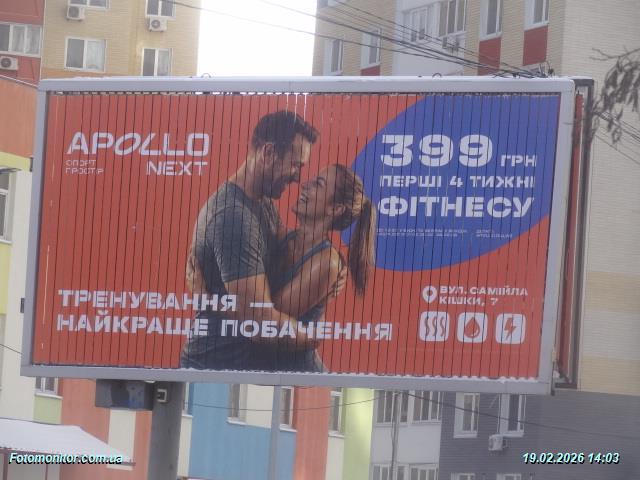 APOLLO
NEXT
СПОРТ
ПРОСТІР
399 ГРН
ПЕРШІ 4 ТИЖНІ
ФІТНЕСУ
ВУЛ. САМІЙЛА
КІШКИ, 7
ТРЕНУВАННЯ —
НАЙКРАЩЕ ПОБАЧЕННЯ
Fotomonitor.com.ua
19.02.2026 14:03